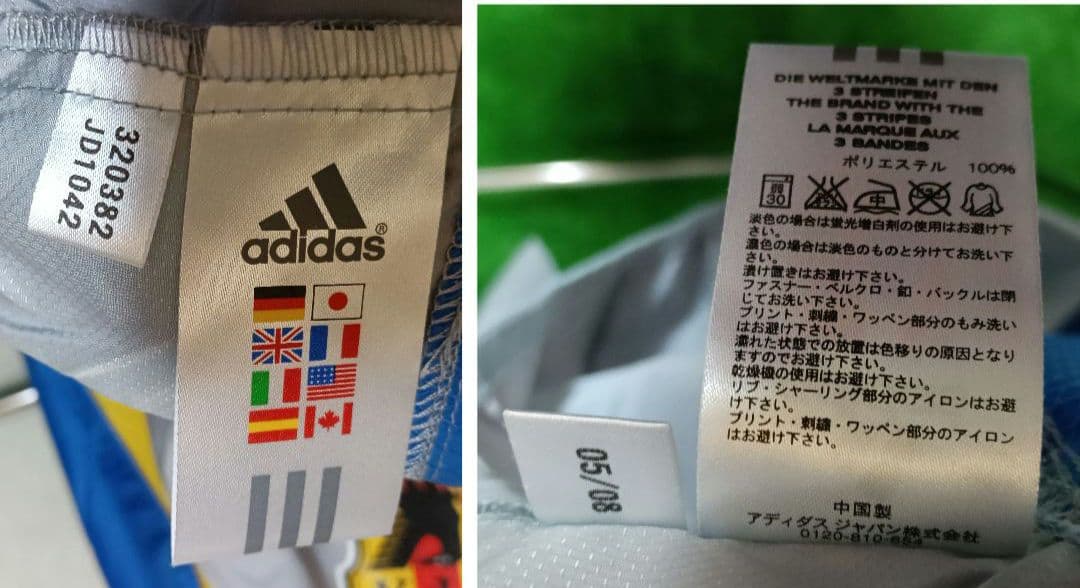 320382
JD1042
adidas®
DIE WELTMARKE MIT DEN
3 STREIFEN
THE BRAND WITH THE
3 STRIPES
LA MARQUE AUX
3 BANDES
ポリエステル 100%
弱
30
中
淡色の場合は蛍光増白剤の使用はお避け下
さい。
濃色の場合は淡色のものと分けてお洗い下
さい。
漬け置きはお避け下さい。
ファスナー・ベルクロ・釦・バックルは閉
じてお洗い下さい。
プリント・刺繍・ワッペン部分のもみ洗い
はお避け下さい。
濡れた状態での放置は色移りの原因となり
ますのでお避け下さい。
乾燥機の使用はお避け下さい。
リブ・シャーリング部分のアイロンはお避
け下さい。
プリント・刺繍・ワッペン部分のアイロン
はお避け下さい。
05/08
中国製
アディダス ジャパン株式会社
0120-810-654